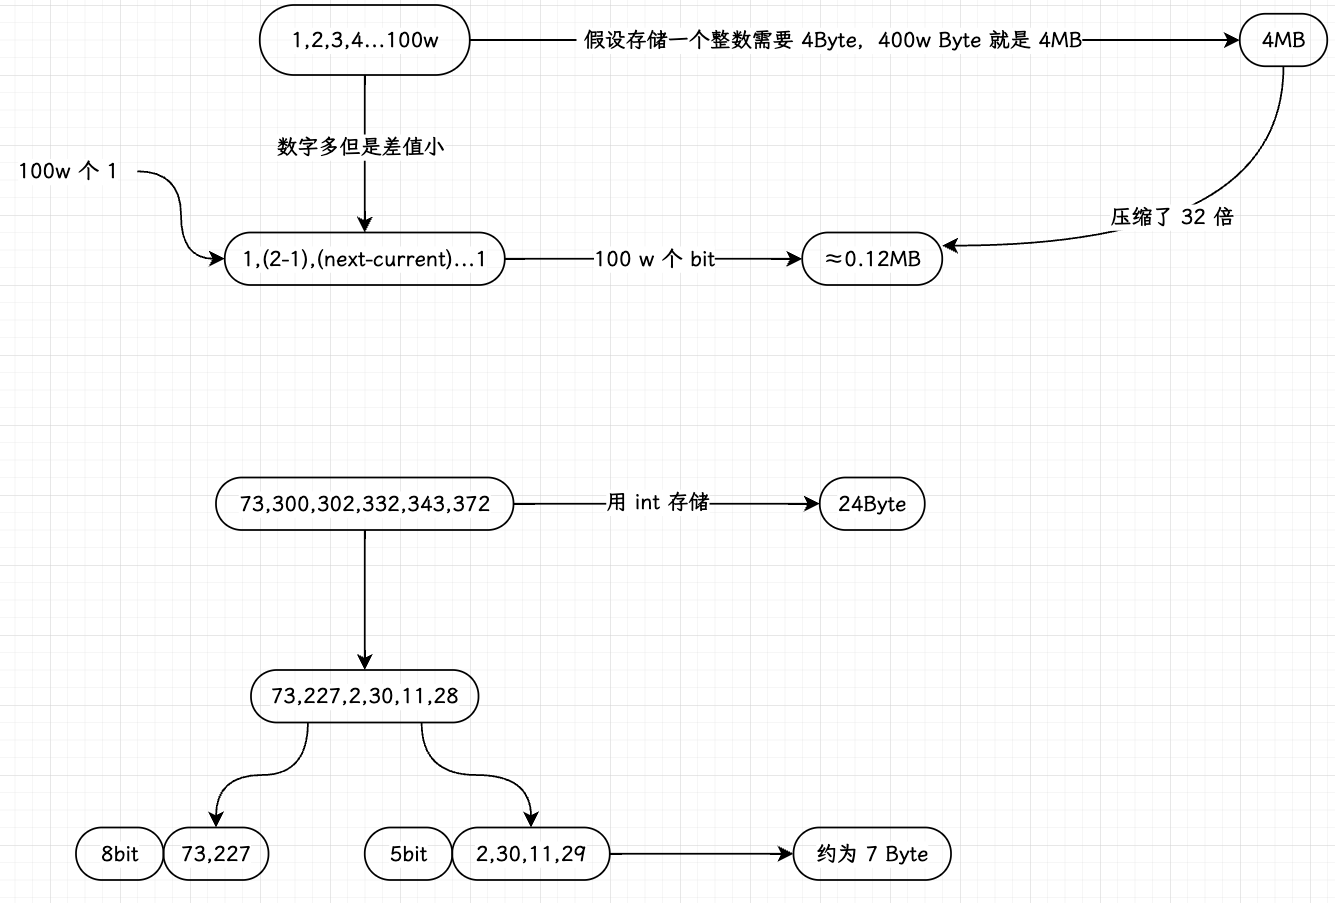 1,2,3,4...100w
假设存储一个整数需要 4Byte，400w Byte 就是 4MB
4MB
数字多但是差值小
100w 个 1
压缩了 32 倍
1,(2-1),(next-current)...1
100 w 个 bit
≈0.12MB
73,300,302,332,343,372
用 int 存储
24Byte
73,227,2,30,11,28
8bit
73,227
5bit
2,30,11,29
约为 7 Byte